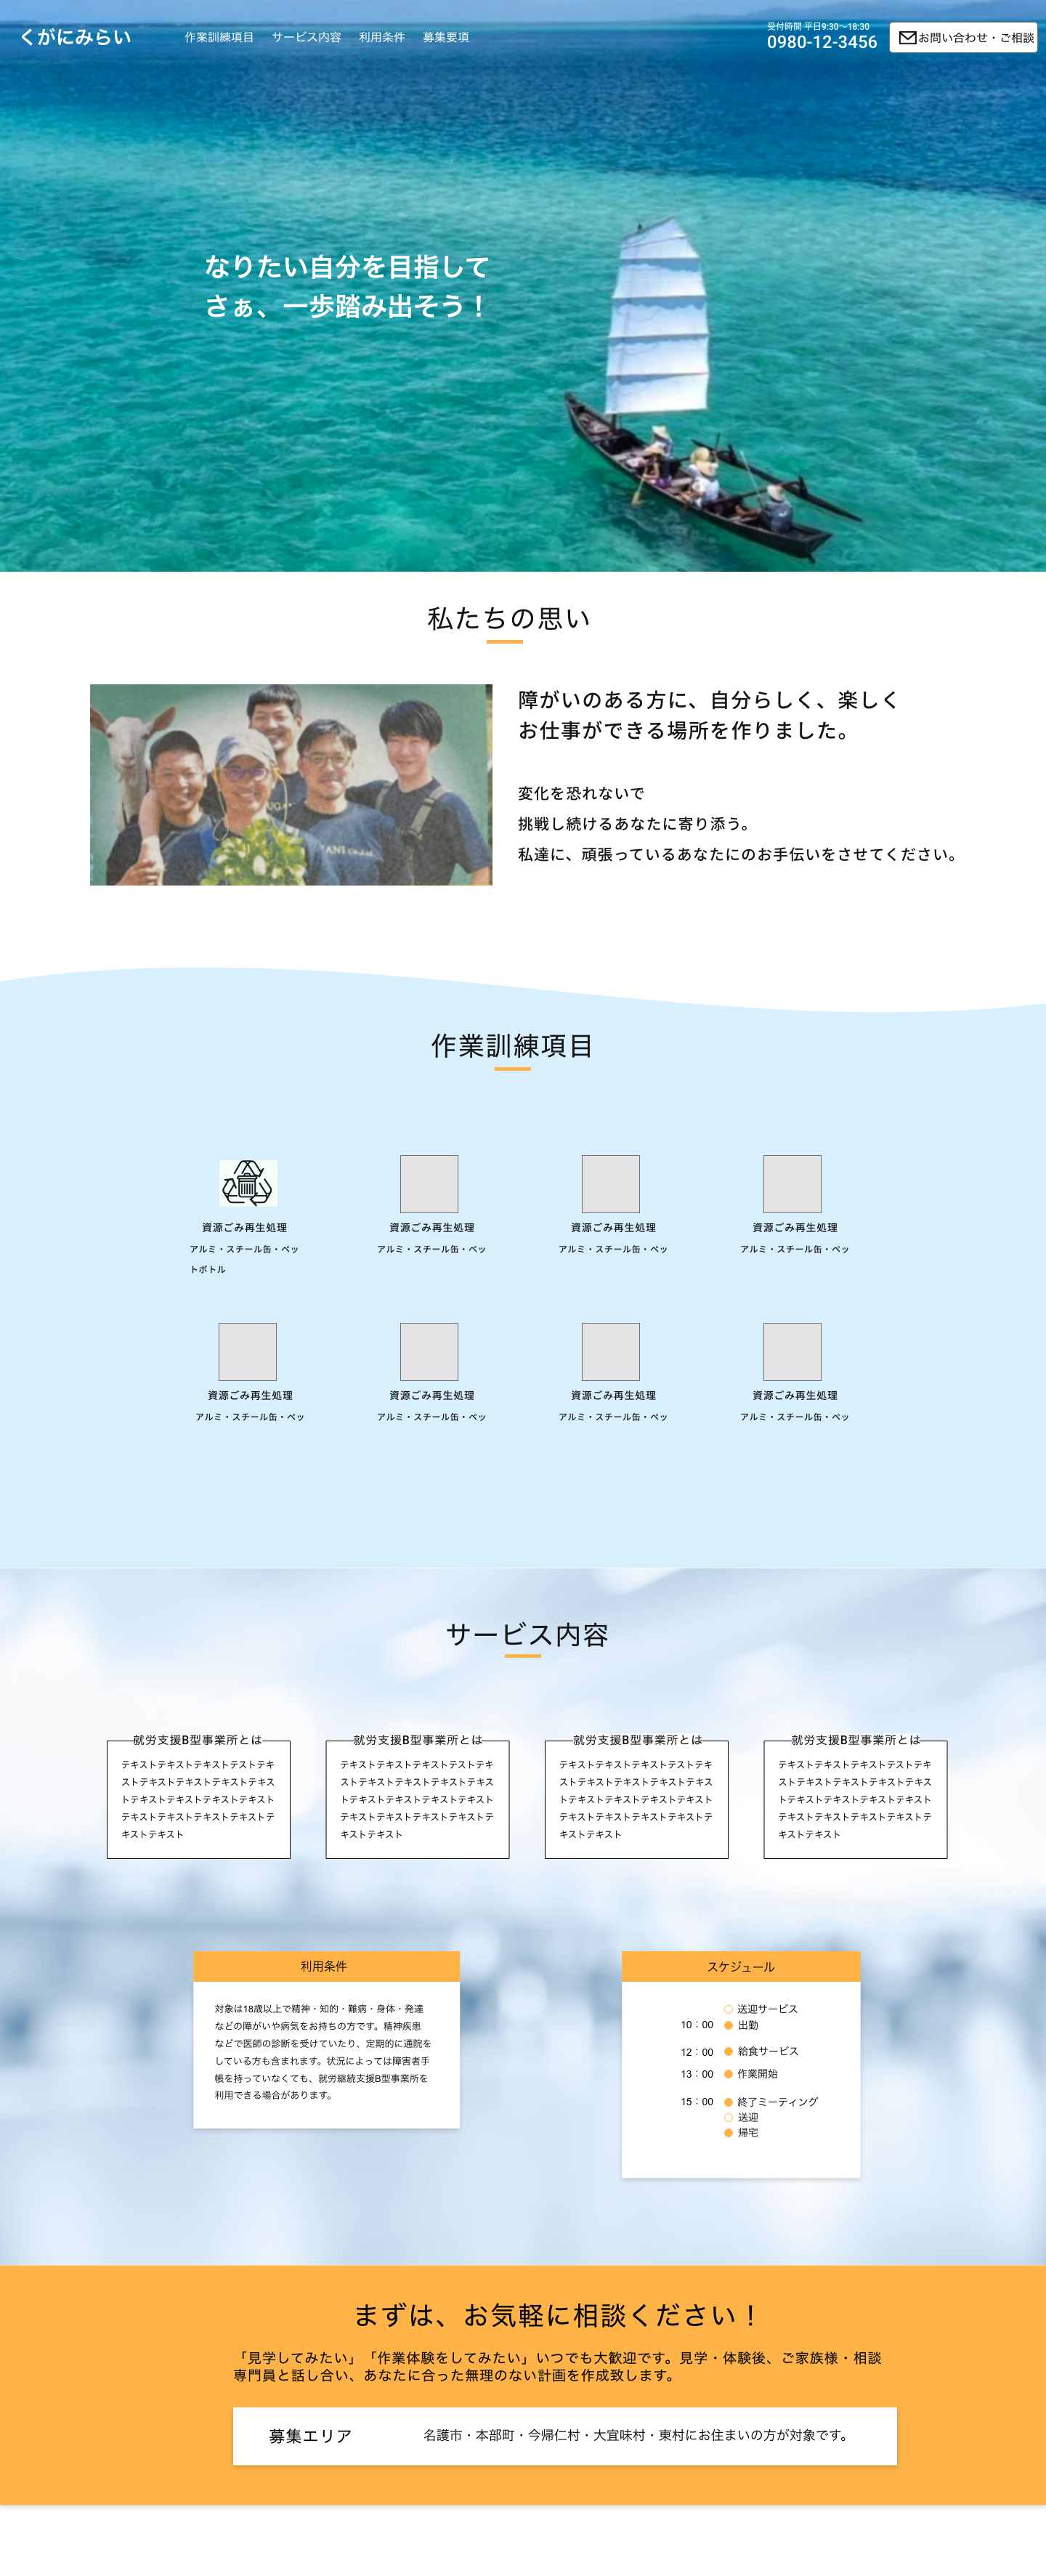 くがにみらい
作業訓練項目 サービス内容 利用条件 募集要項
受付時間 平日9:30〜18:30
0980-12-3456
お問い合わせ・ご相談
なりたい自分を目指して
さぁ、一歩踏み出そう！
私たちの思い
障がいのある方に、自分らしく、楽しく
お仕事ができる場所を作りました。
変化を恐れないで
挑戦し続けるあなたに寄り添う。
私達に、頑張っているあなたにのお手伝いをさせてください。
作業訓練項目
資源ごみ再生処理
アルミ・スチール缶・ペッ
トボトル
資源ごみ再生処理
アルミ・スチール缶・ペッ
資源ごみ再生処理
アルミ・スチール缶・ペッ
資源ごみ再生処理
アルミ・スチール缶・ペッ
資源ごみ再生処理
アルミ・スチール缶・ペッ
資源ごみ再生処理
アルミ・スチール缶・ペッ
資源ごみ再生処理
アルミ・スチール缶・ペッ
資源ごみ再生処理
アルミ・スチール缶・ペッ
サービス内容
就労支援B型事業所とは
テキストテキストテキストテストテキ
ストテキストテキストテキストテキス
トテキストテキストテキストテキスト
テキストテキストテキストテキストテ
キストテキスト
就労支援B型事業所とは
テキストテキストテキストテストテキ
ストテキストテキストテキストテキス
トテキストテキストテキストテキスト
テキストテキストテキストテキストテ
キストテキスト
就労支援B型事業所とは
テキストテキストテキストテストテキ
ストテキストテキストテキストテキス
トテキストテキストテキストテキスト
テキストテキストテキストテキストテ
キストテキスト
就労支援B型事業所とは
テキストテキストテキストテストテキ
ストテキストテキストテキストテキス
トテキストテキストテキストテキスト
テキストテキストテキストテキストテ
キストテキスト
利用条件
対象は18歳以上で精神・知的・難病・身体・発達
などの障がいや病気をお持ちの方です。精神疾患
などで医師の診断を受けていたり、定期的に通院を
している方も含まれます。状況によっては障害者手
帳を持っていなくても、就労継続支援B型事業所を
利用できる場合があります。
スケジュール
送迎サービス
10：00 出勤
12：00 給食サービス
13：00 作業開始
15：00 終了ミーティング
送迎
帰宅
まずは、お気軽に相談ください！
「見学してみたい」「作業体験をしてみたい」いつでも大歓迎です。見学・体験後、ご家族様・相談
専門員と話し合い、あなたに合った無理のない計画を作成致します。
募集エリア 名護市・本部町・今帰仁村・大宜味村・東村にお住まいの方が対象です。